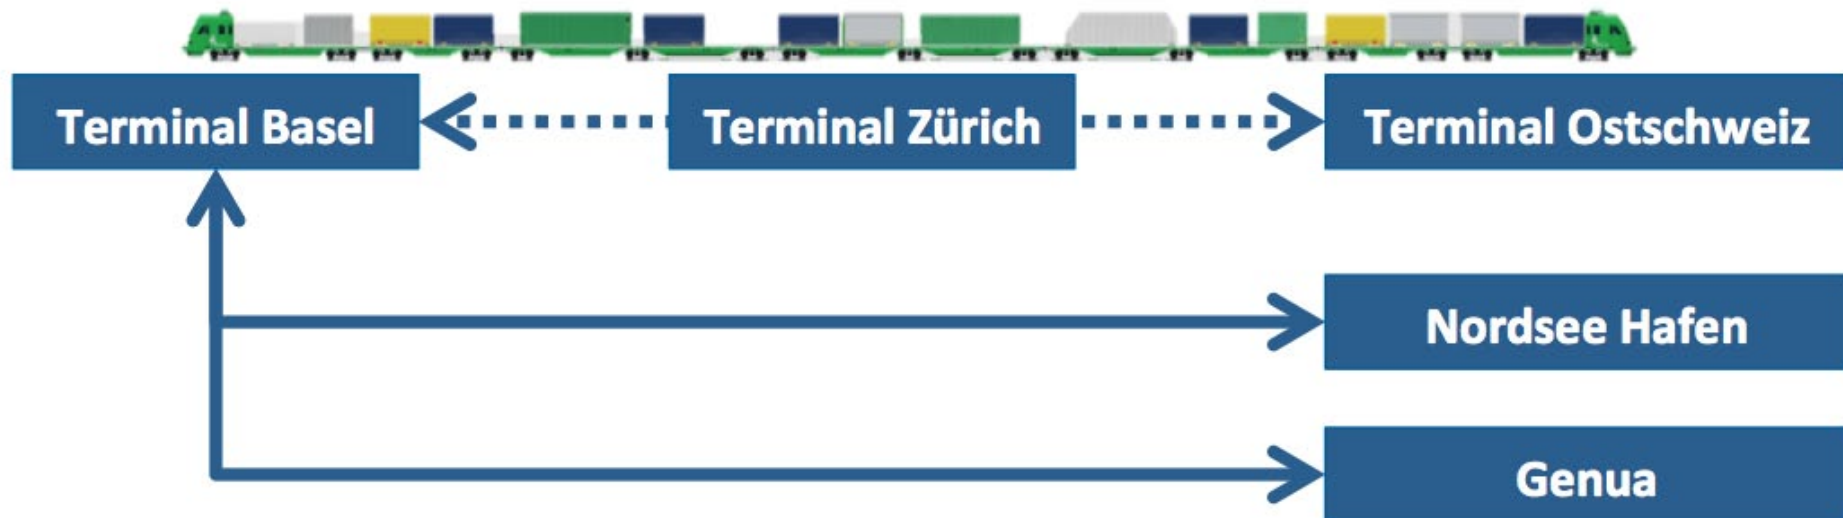 Terminal Basel
Terminal Zürich
Terminal Ostschweiz
Nordsee Hafen
Genua